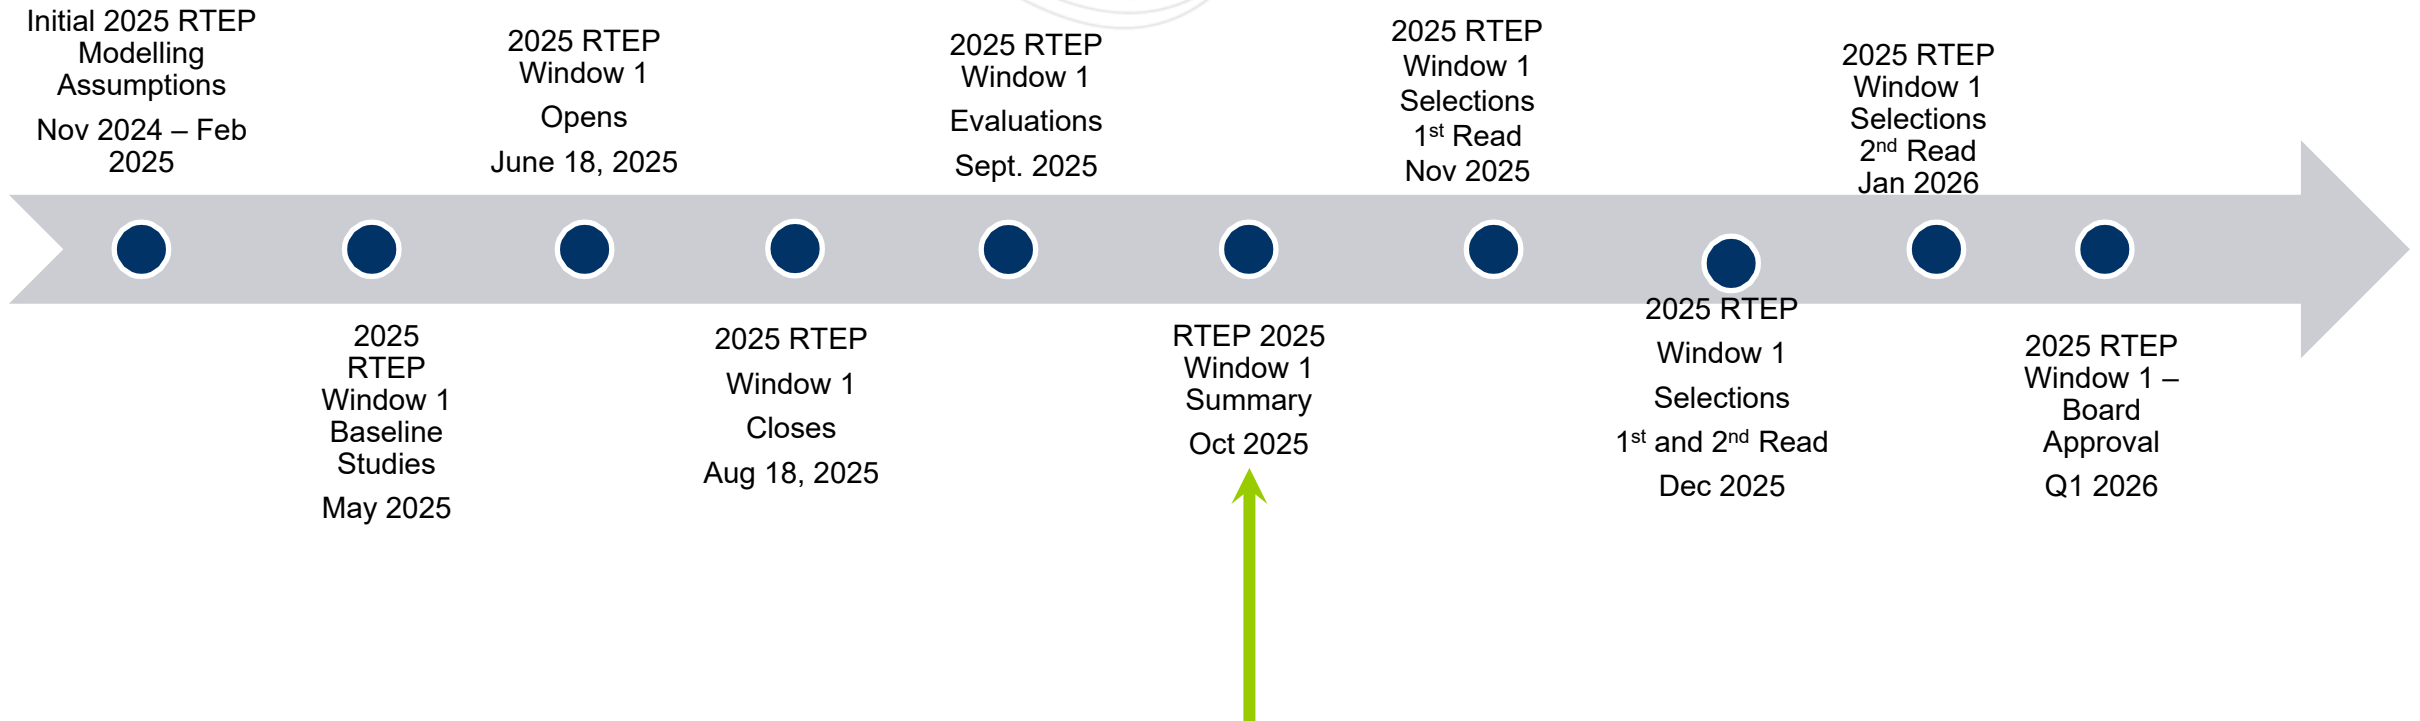 Initial 2025 RTEP
Modelling
Assumptions
Nov 2024 – Feb
2025
2025
RTEP
Window 1
Baseline
Studies
May 2025
2025 RTEP
Window 1
Opens
June 18, 2025
2025 RTEP
Window 1
Closes
Aug 18, 2025
2025 RTEP
Window 1
Evaluations
Sept. 2025
RTEP 2025
Window 1
Summary
Oct 2025
2025 RTEP
Window 1
Selections
1st Read
Nov 2025
2025 RTEP
Window 1
Selections
1st and 2nd Read
Dec 2025
2025 RTEP
Window 1
Selections
2nd Read
Jan 2026
2025 RTEP
Window 1 –
Board
Approval
Q1 2026